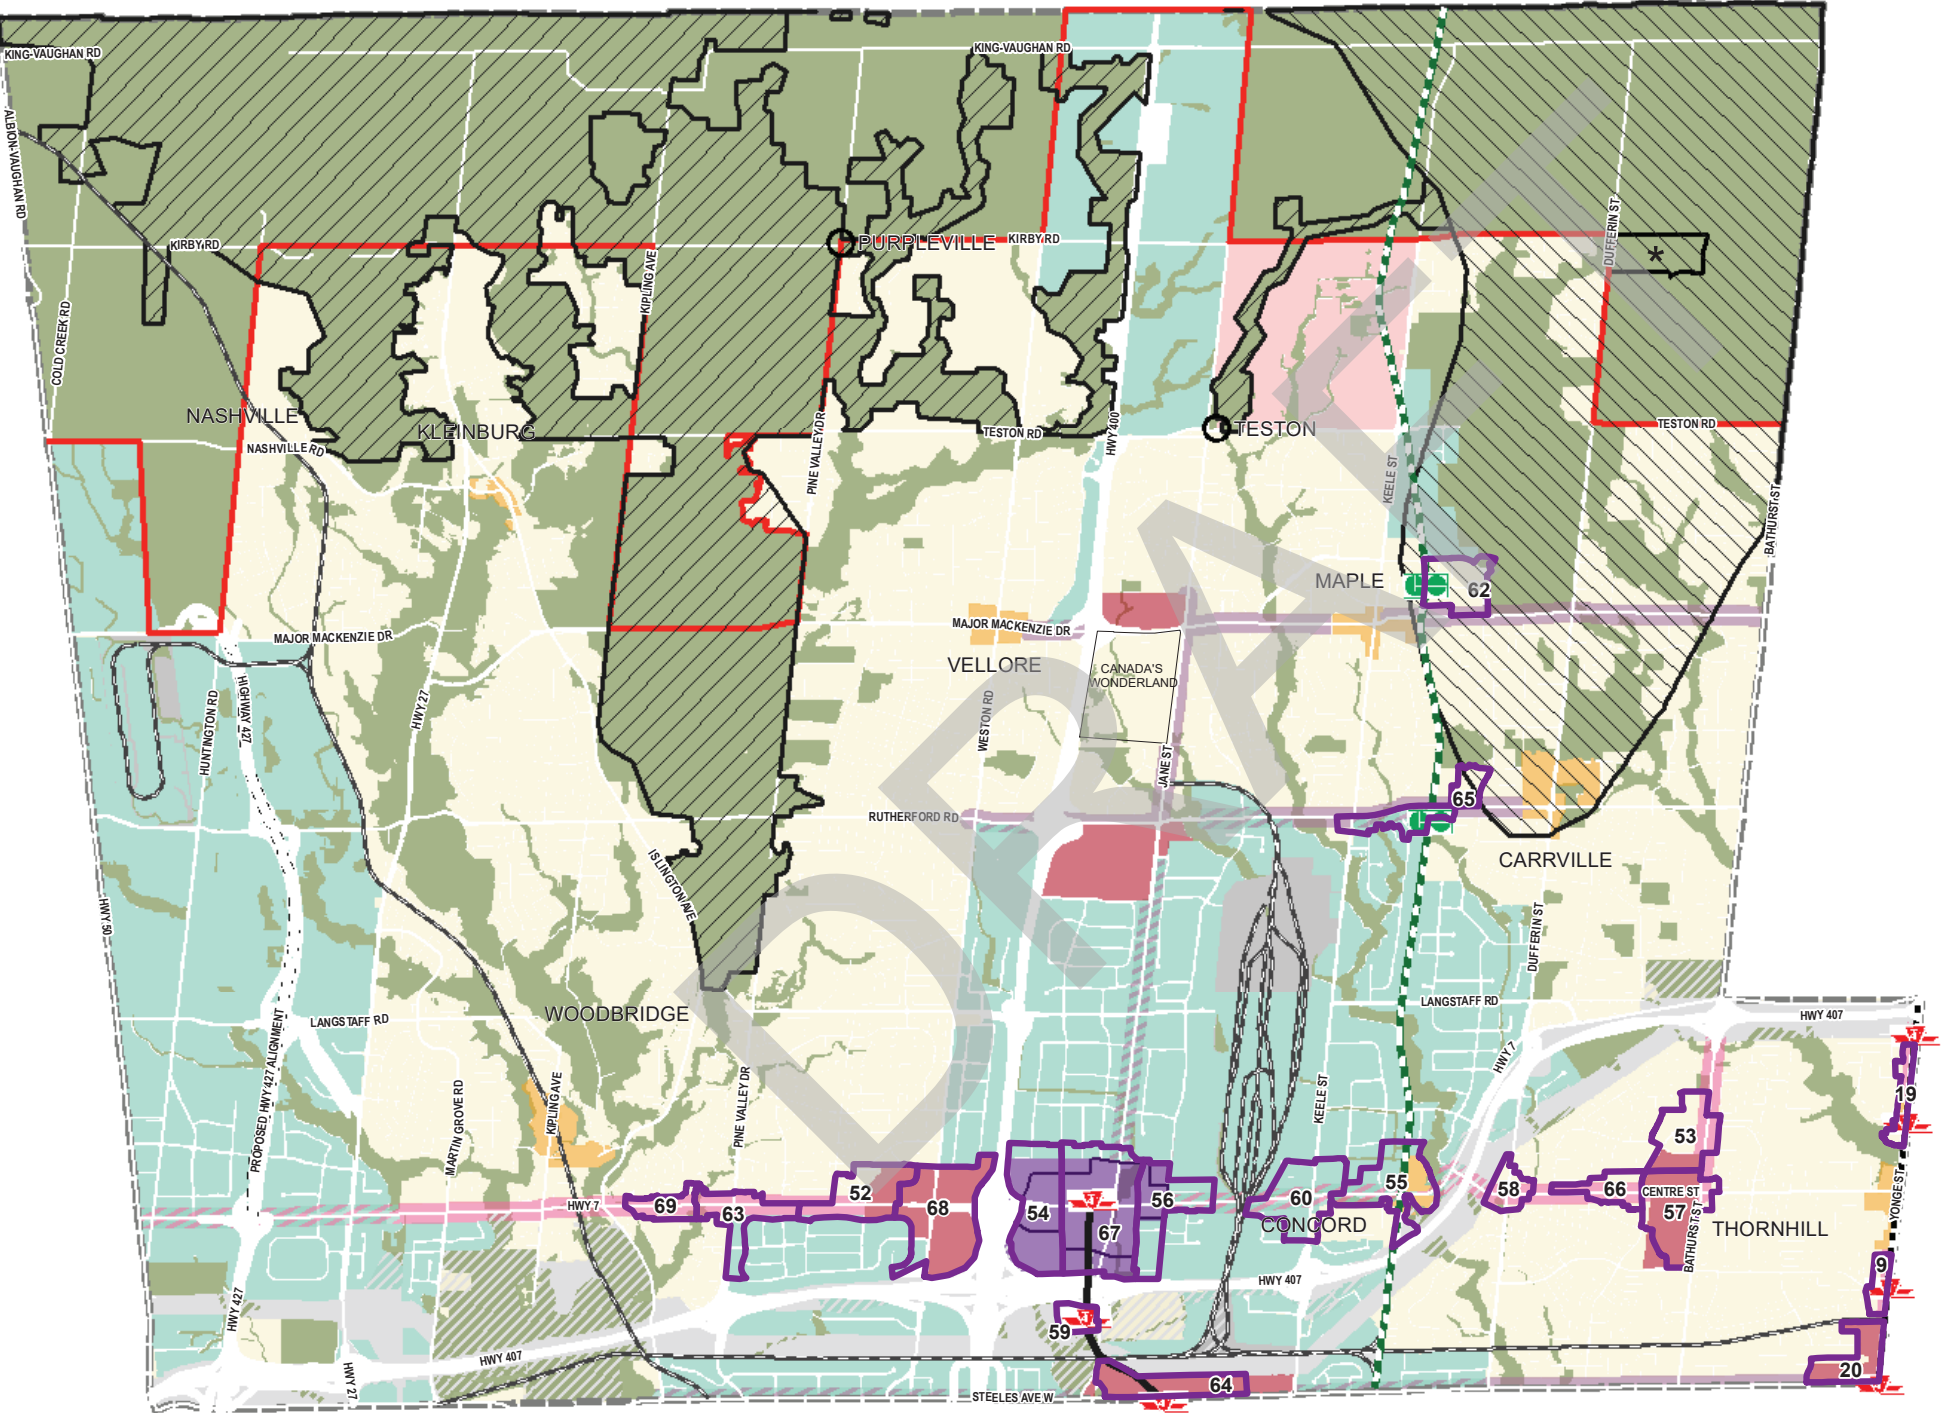 KING-VAUGHAN RD
KING-VAUGHAN RD
ALBION-VAUGHAN RD
KIRBY RD
PURPLEVILLE
KIRBY RD
DUFFERIN ST
*
COLD CREEK RD
KIPLING AVE
NASHVILLE
KLEINBURG
NASHVILLE RD
PINE VALLEY DR
TESTON RD
HWY 400
TESTON
TESTON RD
KEELE ST
BATHURST ST
MAPLE
62
MAJOR MACKENZIE DR
MAJOR MACKENZIE DR
VELLORE
CANADA'S
WONDERLAND
HUNTINGTON RD
HIGHWAY 427
HWY 27
WESTON RD
JANE ST
RUTHERFORD RD
65
CARRVILLE
ISLINGTON AVE
HWY 50
DUFFERIN ST
DRAFT
WOODBRIDGE
LANGSTAFF RD
LANGSTAFF RD
HWY 407
PROPOSED HWY 427 ALIGNMENT
MARTIN GROVE RD
KIPLING AVE
PINE VALLEY DR
KEELE ST
HWY 7
19
53
52
69
63
68
54
67
56
60
55
58
66
CENTRE ST
57
BATHURST ST
YONGE ST
HWY 7
CONCORD
THORNHILL
9
HWY 407
HWY 427
59
HWY 407
HWY 27
64
20
STEELES AVE W